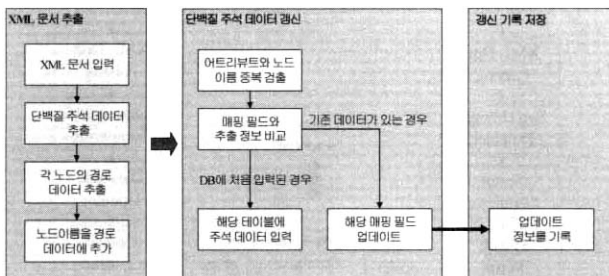 XML 문서 추출
XML 문서 입력
단백질 주석 데이터
추출
각 노드의 경로
데이터 추출
노드이름을 경로
데이터에 추가
단백질 주석 데이터 갱신
어트리뷰트와 노드
이름 중복 검출
매핑 필드와
추출 정보 비교
기존 데이터가 있는 경우
DB에 처음 입력된 경우
해당 테이블에
주석 데이터 입력
해당 매핑 필드
업데이트
갱신 기록 저장
업데이트
정보를 기록